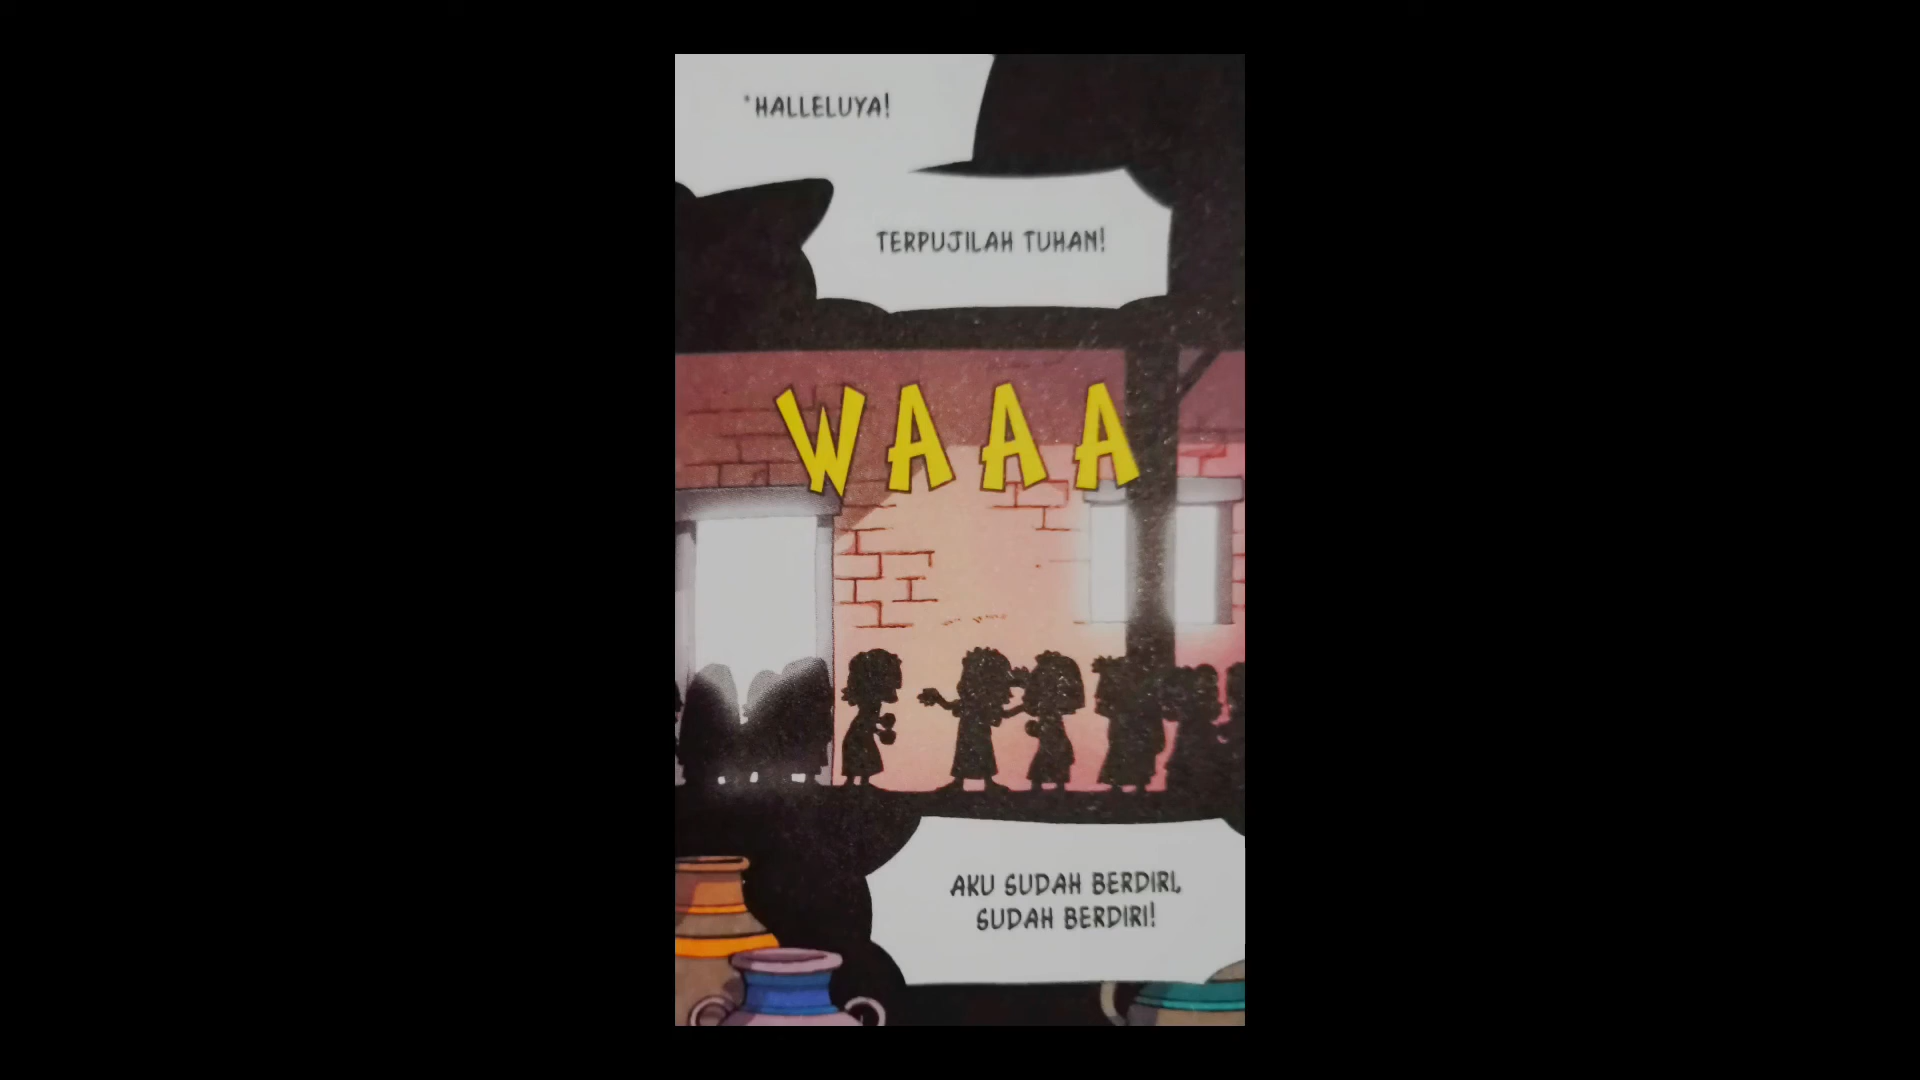 *HALLELUYA!
TERPUJILAH TUHAN!
WAAA
AKU SUDAH BERDIRI,
SUDAH BERDIRI!